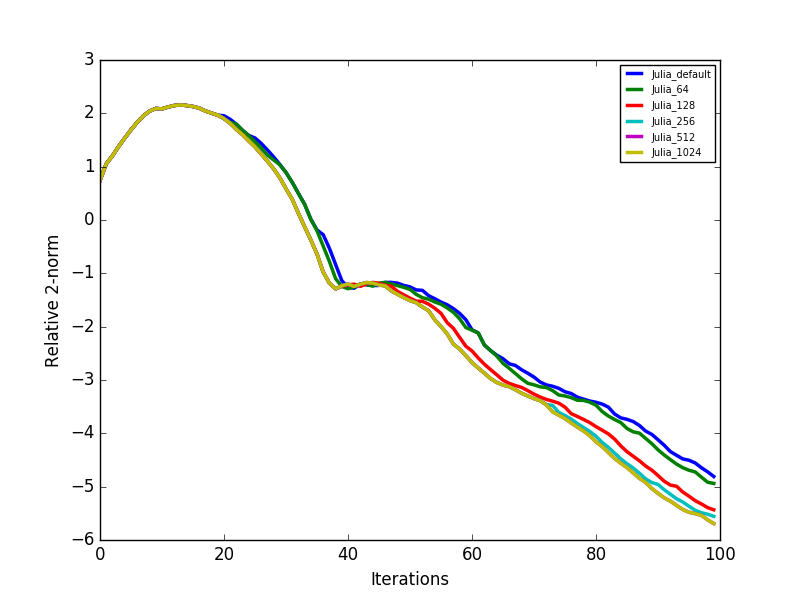 3
2
1
0
−1
−2
−3
−4
−5
−6
0 20 40 60 80 100
Relative 2-norm
Iterations
Julia_default
Julia_64
Julia_128
Julia_256
Julia_512
Julia_1024